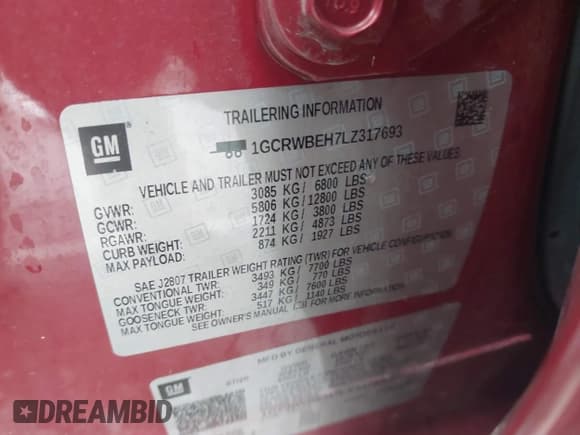 GM
TRAILERING INFORMATION
1GCRWBEH7LZ317693
VEHICLE AND TRAILER MUST NOT EXCEED ANY OF THESE VALUES
GVWR: 3085 KG/ 6800 LBS
GCWR: 5806 KG/ 12800 LBS
RGAWR: 1724 KG/ 3800 LBS
CURB WEIGHT: 2211 KG/ 4873 LBS
MAX PAYLOAD: 874 KG/ 1927 LBS
SAE J2807 TRAILER WEIGHT RATING (TWR) FOR VEHICLE CONFIGURATION
CONVENTIONAL TWR: 3493 KG / 7700 LBS
MAX TONGUE WEIGHT: 349 KG / 770 LBS
GOOSENECK TWR: 3447 KG / 7600 LBS
MAX TONGUE WEIGHT: 517 KG / 1140 LBS
SEE OWNER'S MANUAL FOR MORE INFORMATION
GM
MFD BY GENERAL MOTORS
DREAMBID